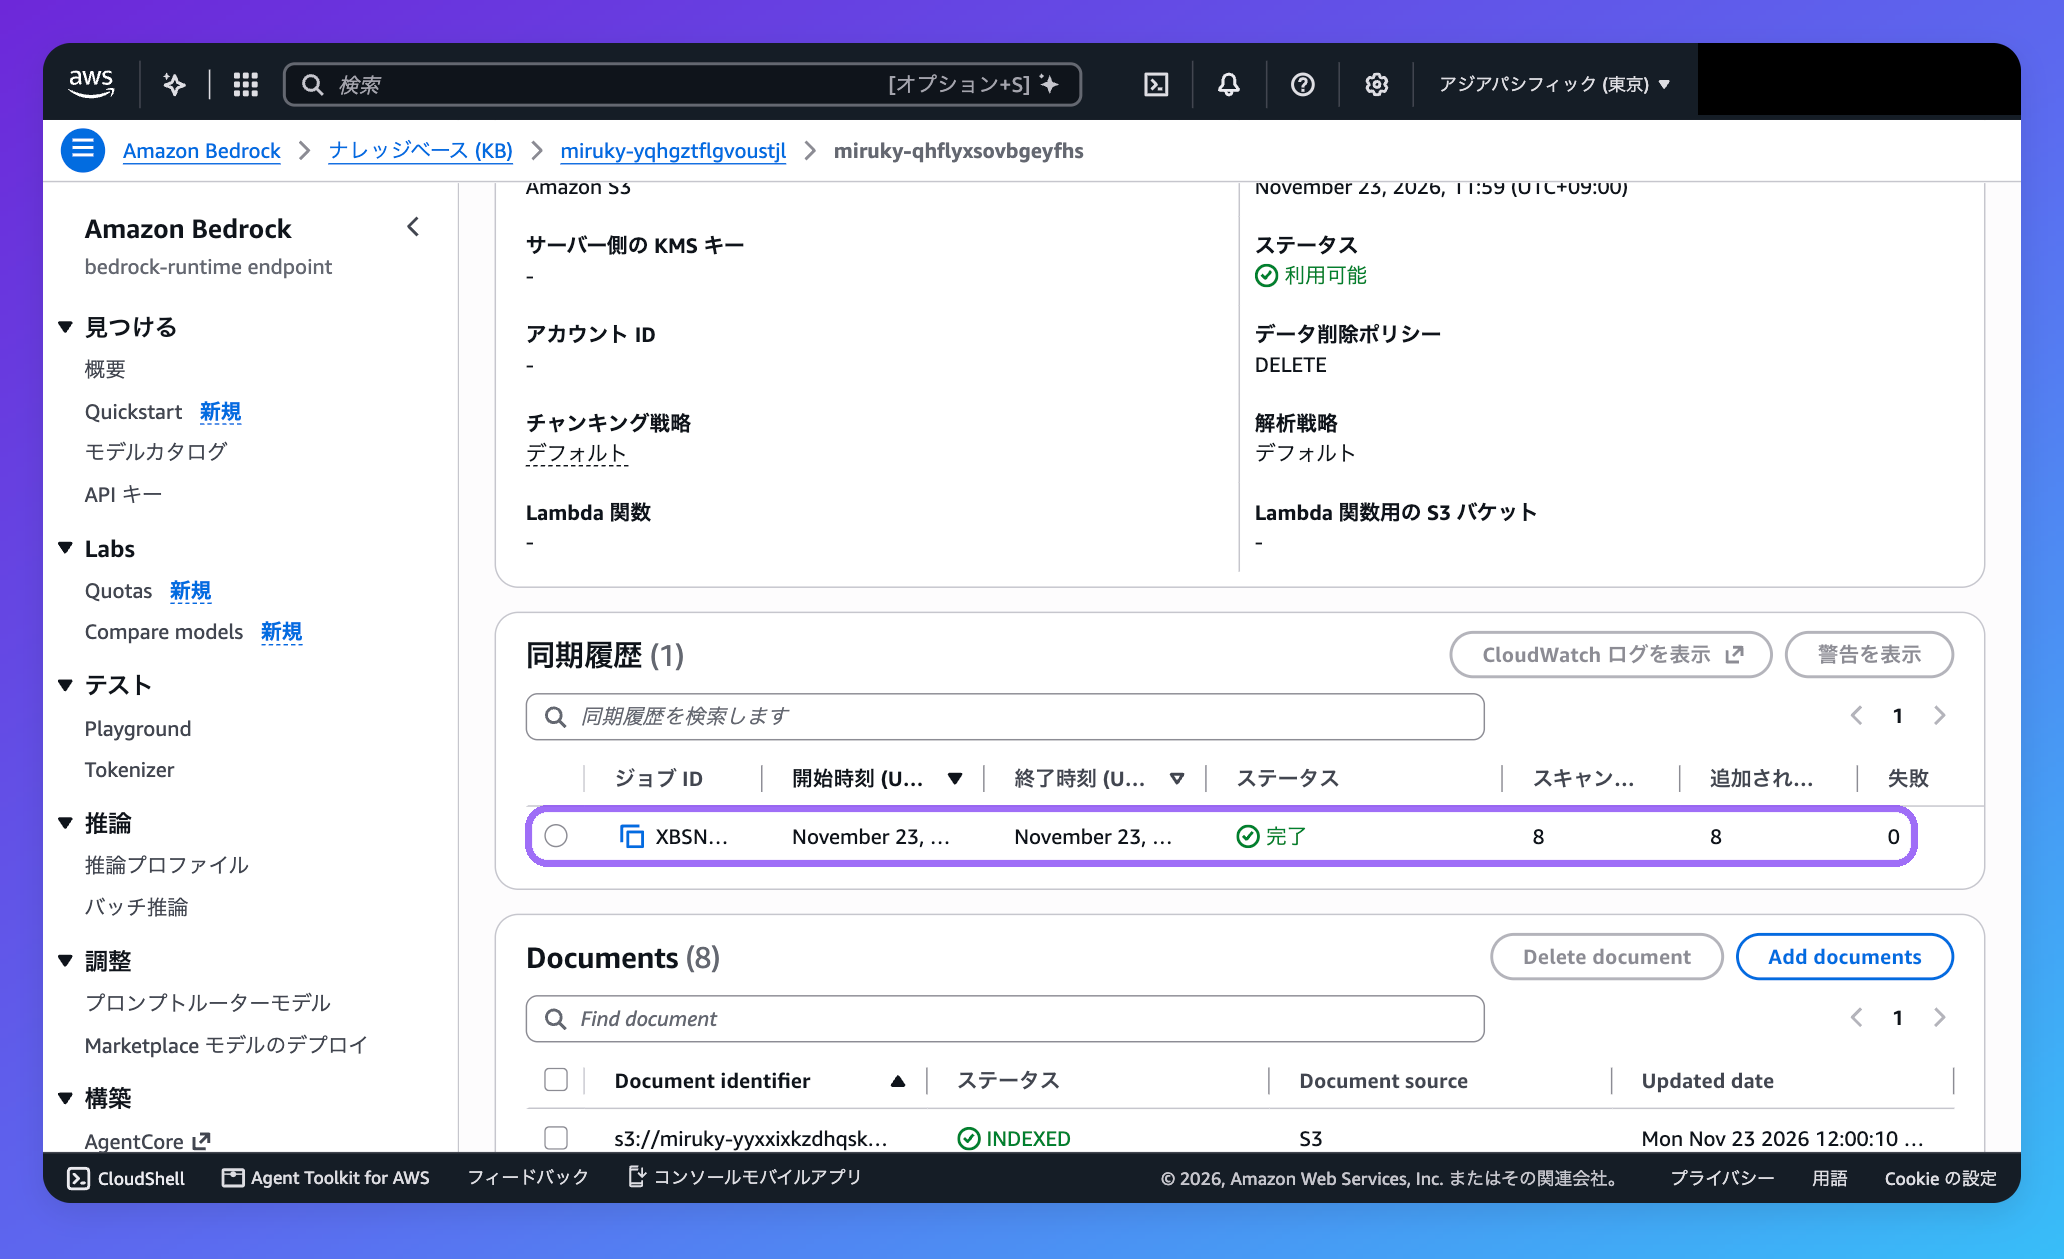 aws
検索 [オプション+S]
アジアパシフィック (東京)
Amazon Bedrock
ナレッジベース (KB)
miruky-yqhgztflgvoustjl
miruky-qhflyxsovbgeyfhs
Amazon Bedrock
bedrock-runtime endpoint
見つける
概要
Quickstart 新規
モデルカタログ
API キー
Labs
Quotas 新規
Compare models 新規
テスト
Playground
Tokenizer
推論
推論プロファイル
バッチ推論
調整
プロンプトルーターモデル
Marketplace モデルのデプロイ
構築
AgentCore
Amazon S3
November 23, 2026, 11:59 (UTC+09:00)
サーバー側の KMS キー
-
ステータス
利用可能
アカウント ID
-
データ削除ポリシー
DELETE
チャンキング戦略
デフォルト
解析戦略
デフォルト
Lambda 関数
-
Lambda 関数用の S3 バケット
-
同期履歴 (1)
CloudWatch ログを表示
警告を表示
同期履歴を検索します
1
ジョブ ID 開始時刻 (U... 終了時刻 (U... ステータス スキャン... 追加され... 失敗
XBSN... November 23, ... November 23, ... 完了 8 8 0
Documents (8)
Delete document
Add documents
Find document
1
Document identifier ステータス Document source Updated date
s3://miruky-yyxxixkzdhqsk... INDEXED S3 Mon Nov 23 2026 12:00:10 ...
CloudShell Agent Toolkit for AWS フィードバック コンソールモバイルアプリ © 2026, Amazon Web Services, Inc. またはその関連会社。 プライバシー 用語 Cookie の設定